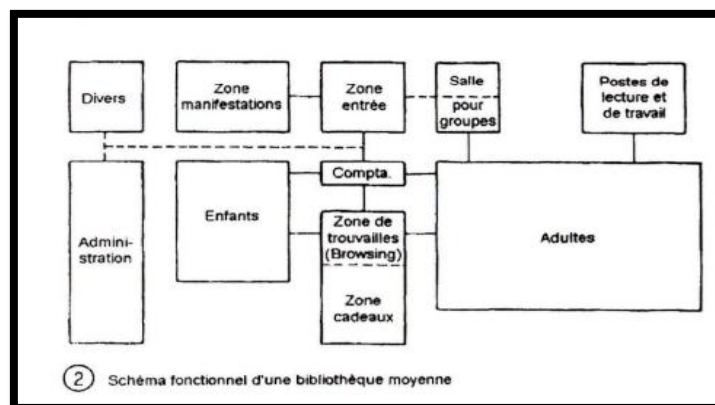 Divers
Zone
manifestations
Zone
entrée
Salle
pour
groupes
Postes de
lecture et
de travail
Compta.
Enfants
Admini-
stration
Zone de
trouvailles
(Browsing)
Zone
cadeaux
Adultes
2 Schéma fonctionnel d'une bibliothèque moyenne